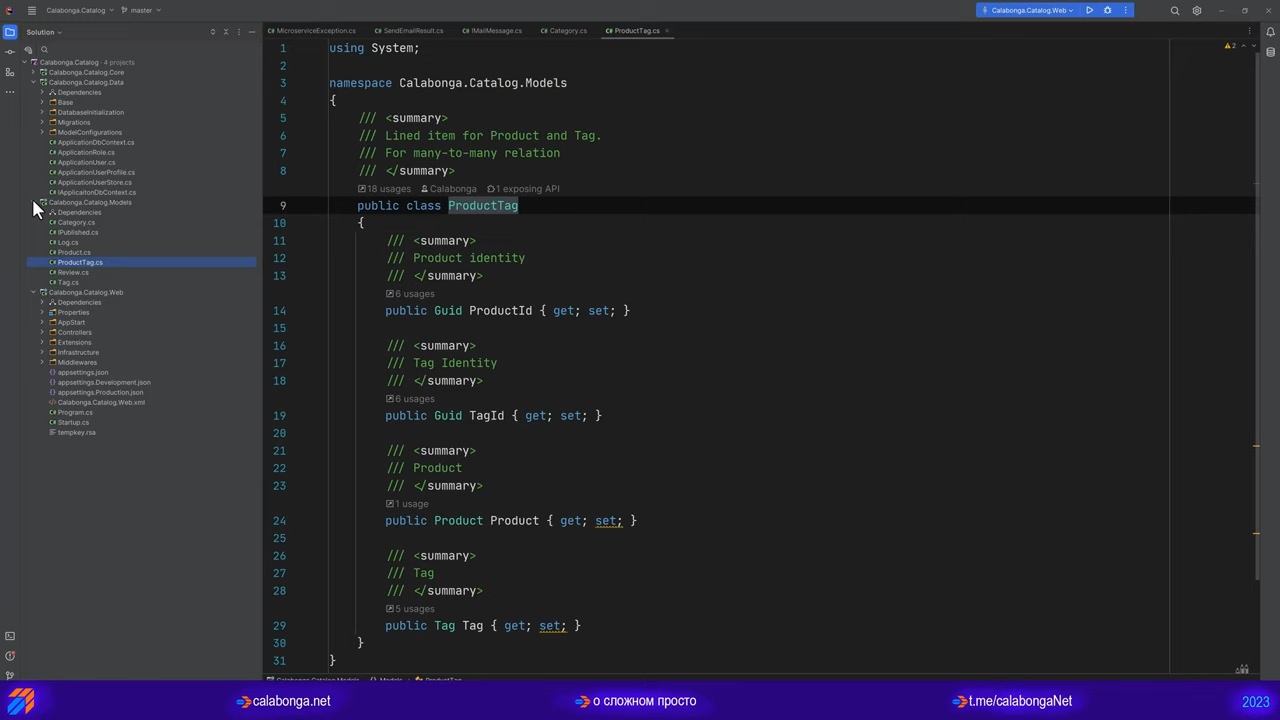 Calabonga.Catalog
master
Calabonga.Catalog.Web
Solution
MicroserviceException.cs
SendEmailResult.cs
IMailMessage.cs
Category.cs
ProductTag.cs
Calabonga.Catalog · 4 projects
Calabonga.Catalog.Core
Calabonga.Catalog.Data
Dependencies
Base
DatabaseInitialization
Migrations
ModelConfigurations
ApplicationDbContext.cs
ApplicationRole.cs
ApplicationUser.cs
ApplicationUserProfile.cs
ApplicationUserStore.cs
IApplicaitonDbContext.cs
Calabonga.Catalog.Models
Dependencies
Category.cs
IPublished.cs
Log.cs
Product.cs
ProductTag.cs
Review.cs
Tag.cs
Calabonga.Catalog.Web
Dependencies
Properties
AppStart
Controllers
Extensions
Infrastructure
Middlewares
appsettings.json
appsettings.Development.json
appsettings.Production.json
Calabonga.Catalog.Web.xml
Program.cs
Startup.cs
tempkey.rsa
2
1 using System;
2
3 namespace Calabonga.Catalog.Models
4 {
5 /// <summary>
6 /// Lined item for Product and Tag.
7 /// For many-to-many relation
8 /// </summary>
18 usages Calabonga 1 exposing API
9 public class ProductTag
10 {
11 /// <summary>
12 /// Product identity
13 /// </summary>
6 usages
14 public Guid ProductId { get; set; }
15
16 /// <summary>
17 /// Tag Identity
18 /// </summary>
6 usages
19 public Guid TagId { get; set; }
20
21 /// <summary>
22 /// Product
23 /// </summary>
1 usage
24 public Product Product { get; set; }
25
26 /// <summary>
27 /// Tag
28 /// </summary>
5 usages
29 public Tag Tag { get; set; }
30 }
31 }
calabonga.net
о сложном просто
t.me/calabongaNet
2023